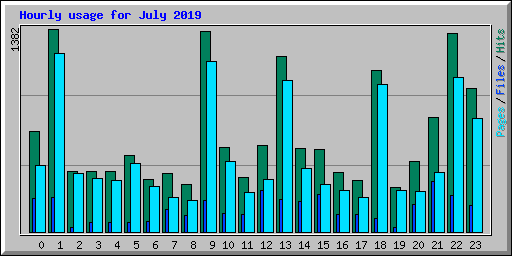 Hourly usage for July 2019
1382
Pages/Files/Hits
0 1 2 3 4 5 6 7 8 9 10 11 12 13 14 15 16 17 18 19 20 21 22 23